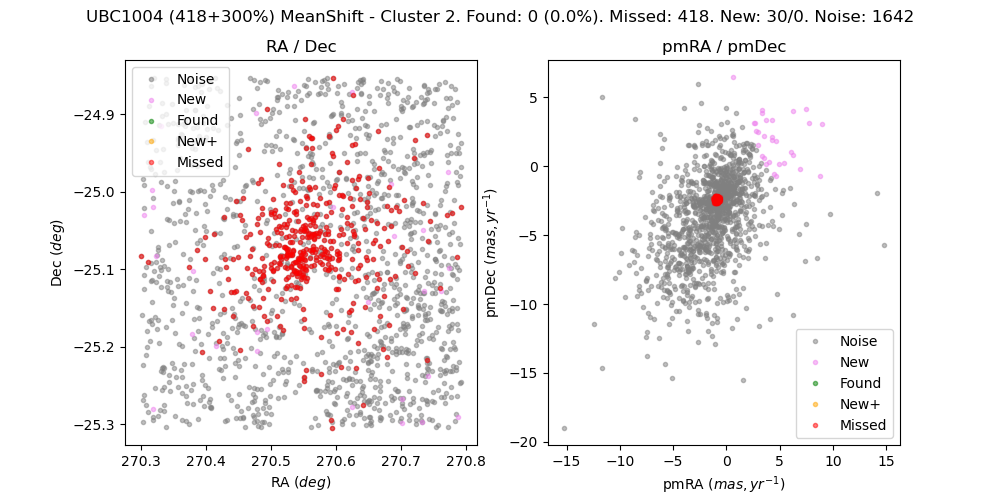 UBC1004 (418+300%) MeanShift - Cluster 2. Found: 0 (0.0%). Missed: 418. New: 30/0. Noise: 1642
RA / Dec
Noise
New
Found
New+
Missed
−24.9
−25.0
−25.1
−25.2
−25.3
Dec (deg)
270.3 270.4 270.5 270.6 270.7 270.8
RA (deg)
pmRA / pmDec
5
0
−5
−10
−15
−20
pmDec (mas, yr⁻¹)
Noise
New
Found
New+
Missed
−15 −10 −5 0 5 10 15
pmRA (mas, yr⁻¹)